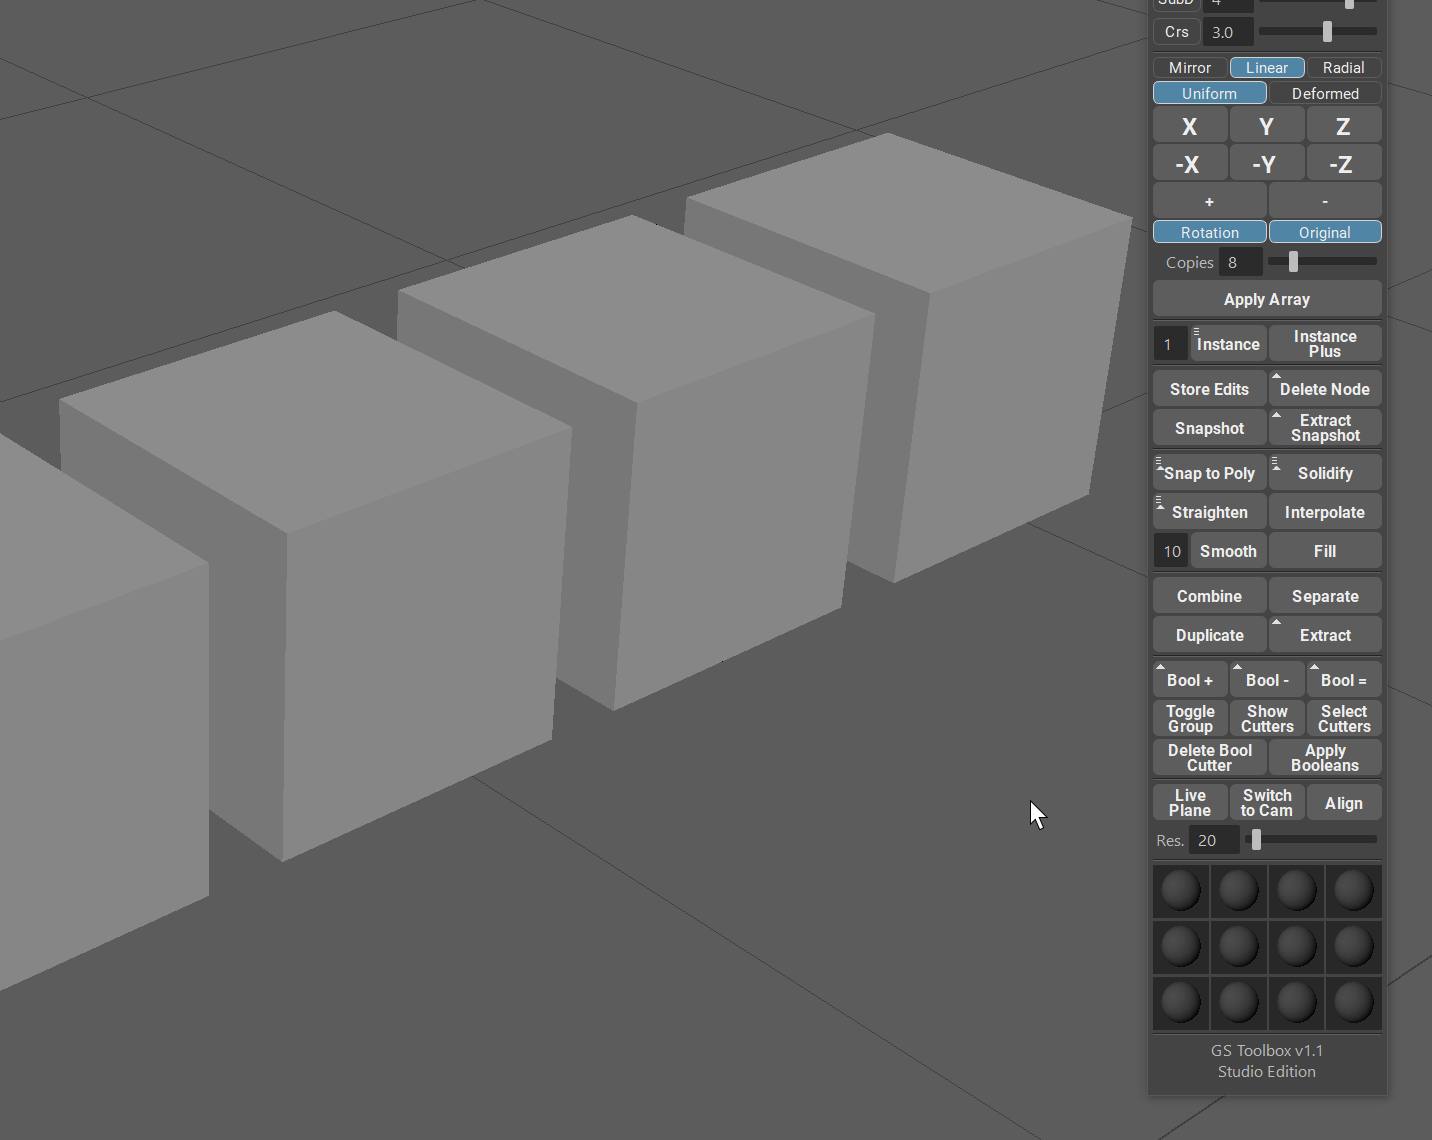 SubD 4
Crs 3.0
Mirror Linear Radial
Uniform Deformed
X Y Z
-X -Y -Z
+ -
Rotation Original
Copies 8
Apply Array
1 Instance Instance Plus
Store Edits Delete Node
Snapshot Extract Snapshot
Snap to Poly Solidify
Straighten Interpolate
10 Smooth Fill
Combine Separate
Duplicate Extract
Bool + Bool - Bool =
Toggle Group Show Cutters Select Cutters
Delete Bool Cutter Apply Booleans
Live Plane Switch to Cam Align
Res. 20
GS Toolbox v1.1
Studio Edition